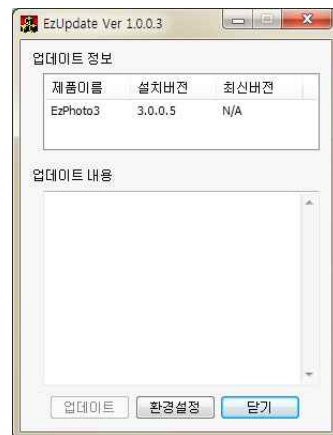 EzUpdate Ver 1.0.0.3
업데이트 정보
제품이름 설치버전 최신버전
EzPhoto3 3.0.0.5 N/A
업데이트 내용
업데이트 환경설정 닫기